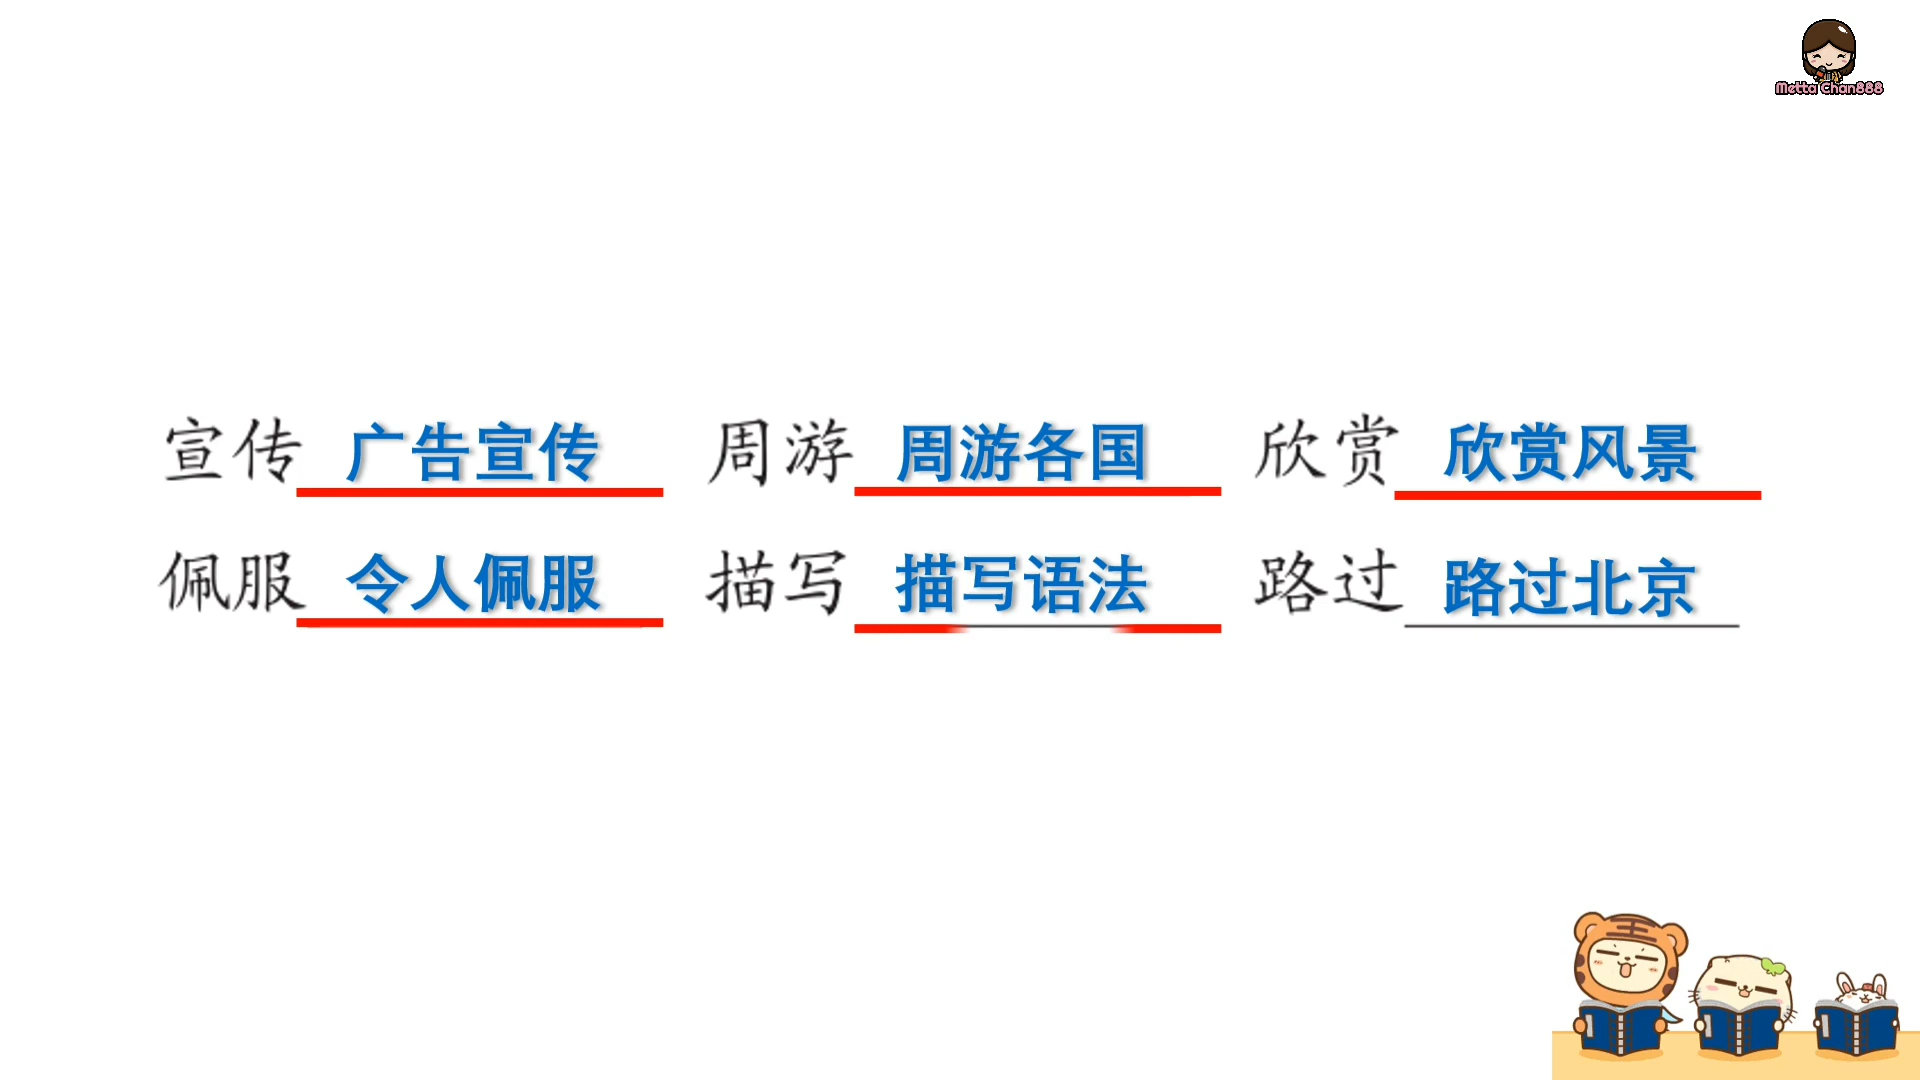 Metta Chan888
宣传 广告宣传 周游 周游各国 欣赏 欣赏风景
佩服 令人佩服 描写 描写语法 路过 路过北京
王